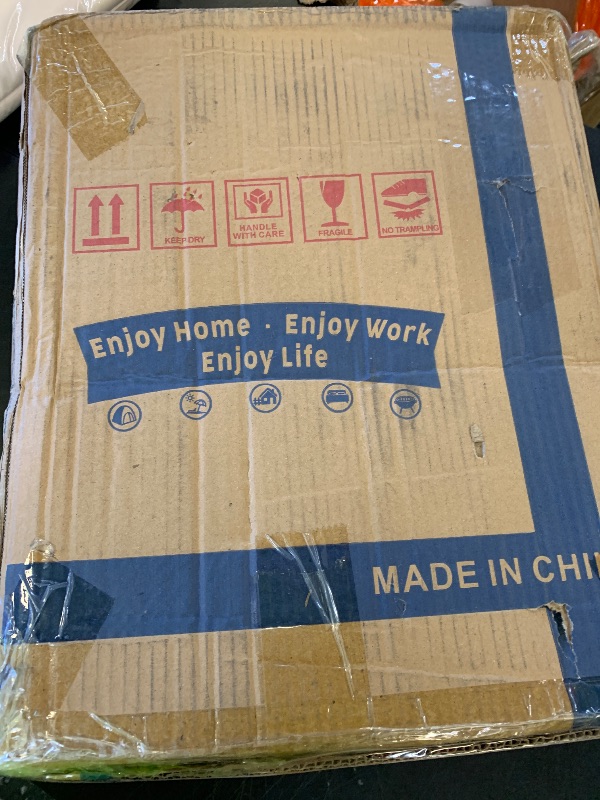 KEEP DRY
HANDLE
WITH CARE
FRAGILE
NO TRAMPLING
Enjoy Home · Enjoy Work
Enjoy Life
MADE IN CHI